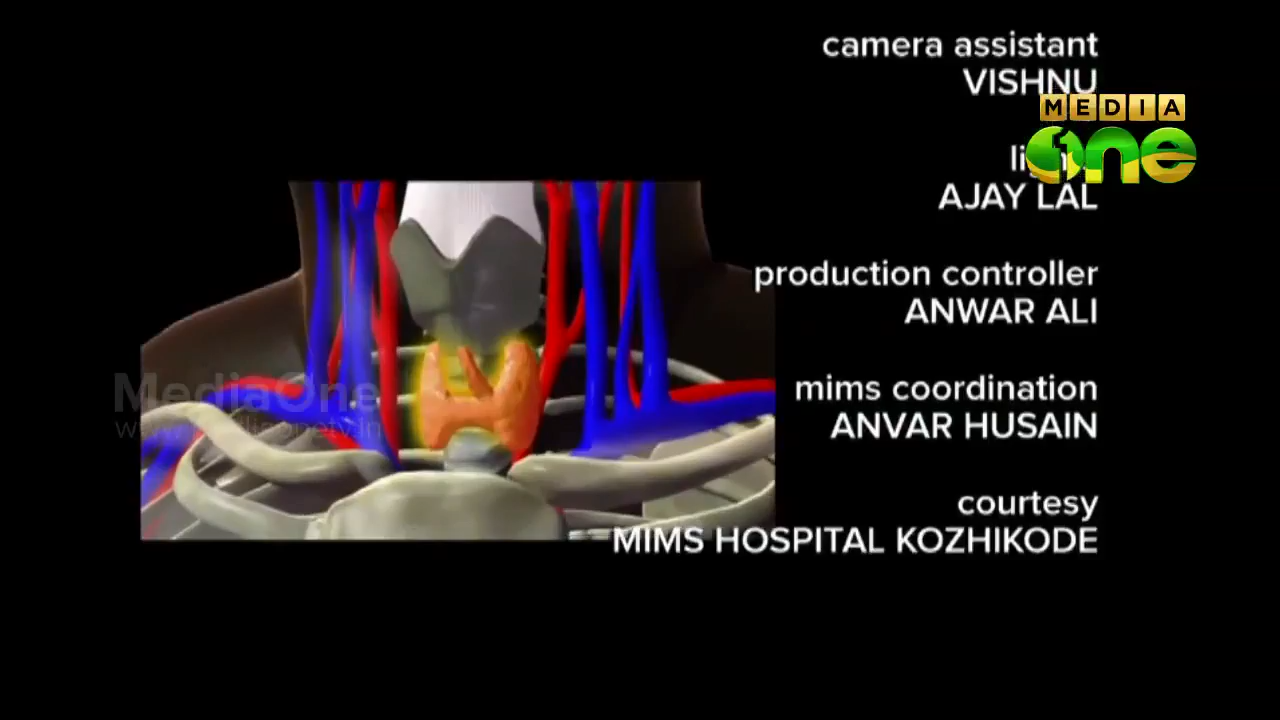 camera assistant
VISHNU
MEDIA
One
AJAY LAL
production controller
ANWAR ALI
MediaOne
mims coordination
ANVAR HUSAIN
courtesy
MIMS HOSPITAL KOZHIKODE